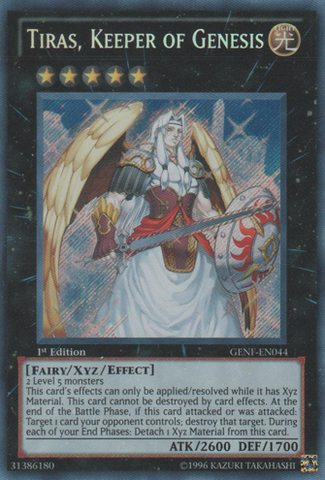 TIRAS, KEEPER OF GENESIS
LIGHT
光
1st Edition
GENF-EN044
[FAIRY/XYZ/EFFECT]
2 Level 5 monsters
This card's effects can only be applied/resolved while it has Xyz
Material. This card cannot be destroyed by card effects. At the
end of the Battle Phase, if this card attacked or was attacked:
Target 1 card your opponent controls; destroy that target. During
each of your End Phases: Detach 1 Xyz Material from this card.
ATK/2600 DEF/1700
31386180
©1996 KAZUKI TAKAHASHI